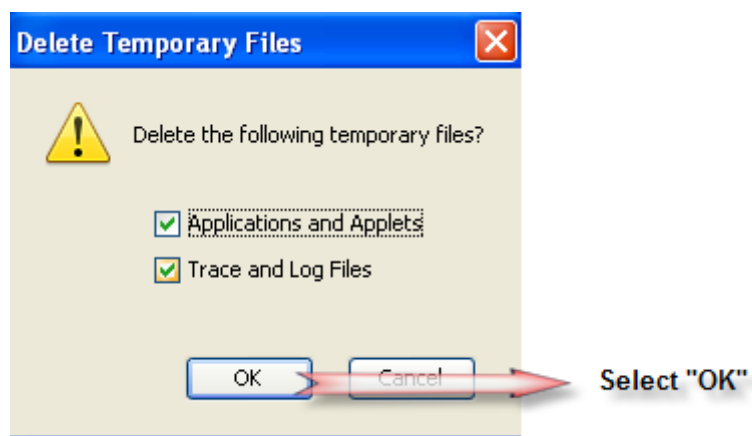 Delete Temporary Files
Delete the following temporary files?
Applications and Applets
Trace and Log Files
OK
Cancel
Select "OK"